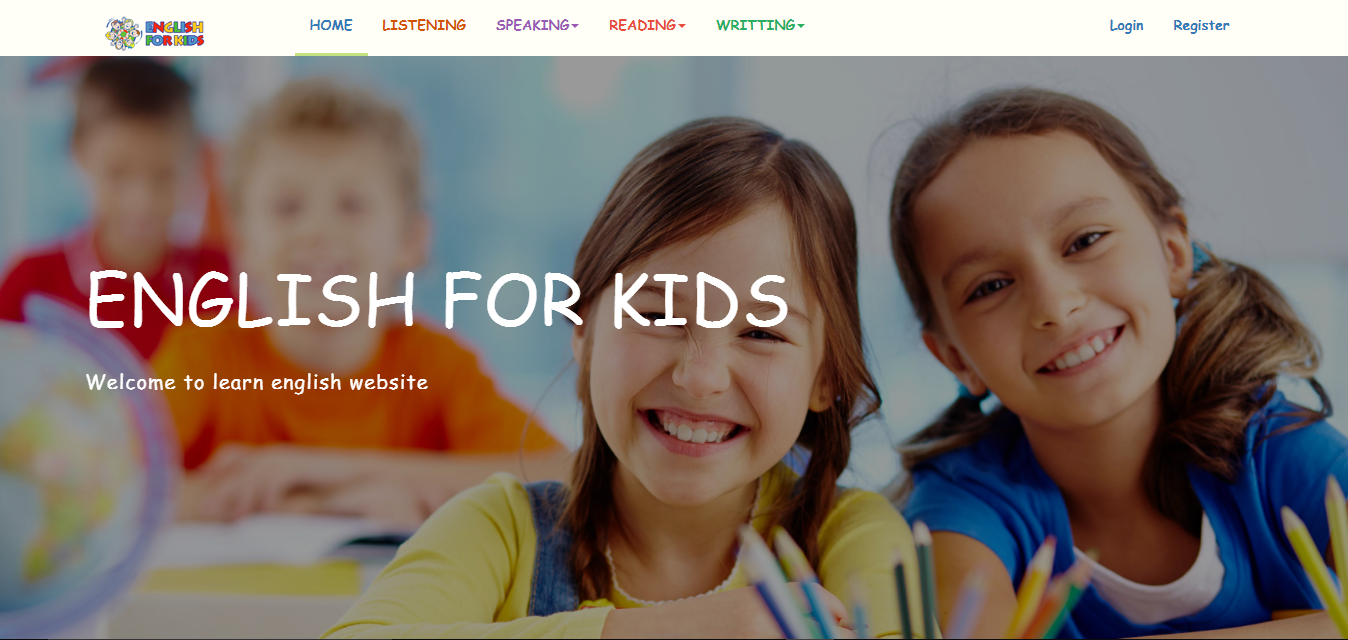 ENGLISH
FOR KIDS
HOME LISTENING SPEAKING READING WRITTING Login Register
ENGLISH FOR KIDS
Welcome to learn english website